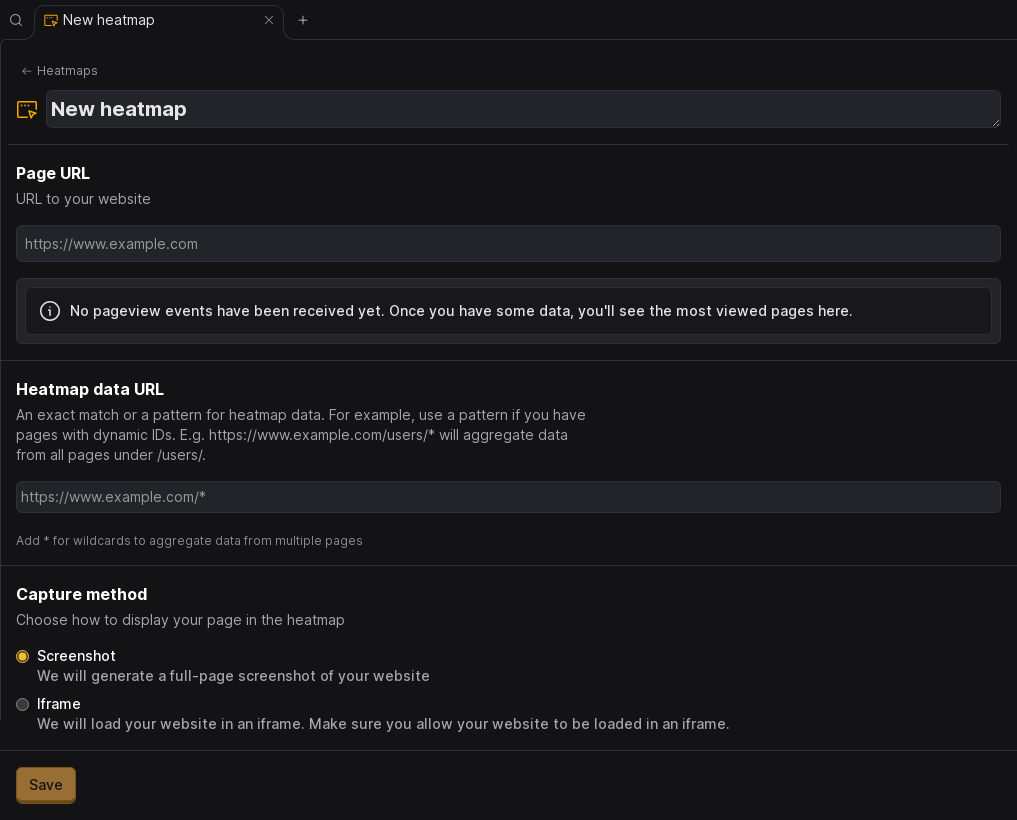 New heatmap
Heatmaps
New heatmap
Page URL
URL to your website
https://www.example.com
No pageview events have been received yet. Once you have some data, you'll see the most viewed pages here.
Heatmap data URL
An exact match or a pattern for heatmap data. For example, use a pattern if you have
pages with dynamic IDs. E.g. https://www.example.com/users/* will aggregate data
from all pages under /users/.
https://www.example.com/*
Add * for wildcards to aggregate data from multiple pages
Capture method
Choose how to display your page in the heatmap
Screenshot
We will generate a full-page screenshot of your website
Iframe
We will load your website in an iframe. Make sure you allow your website to be loaded in an iframe.
Save